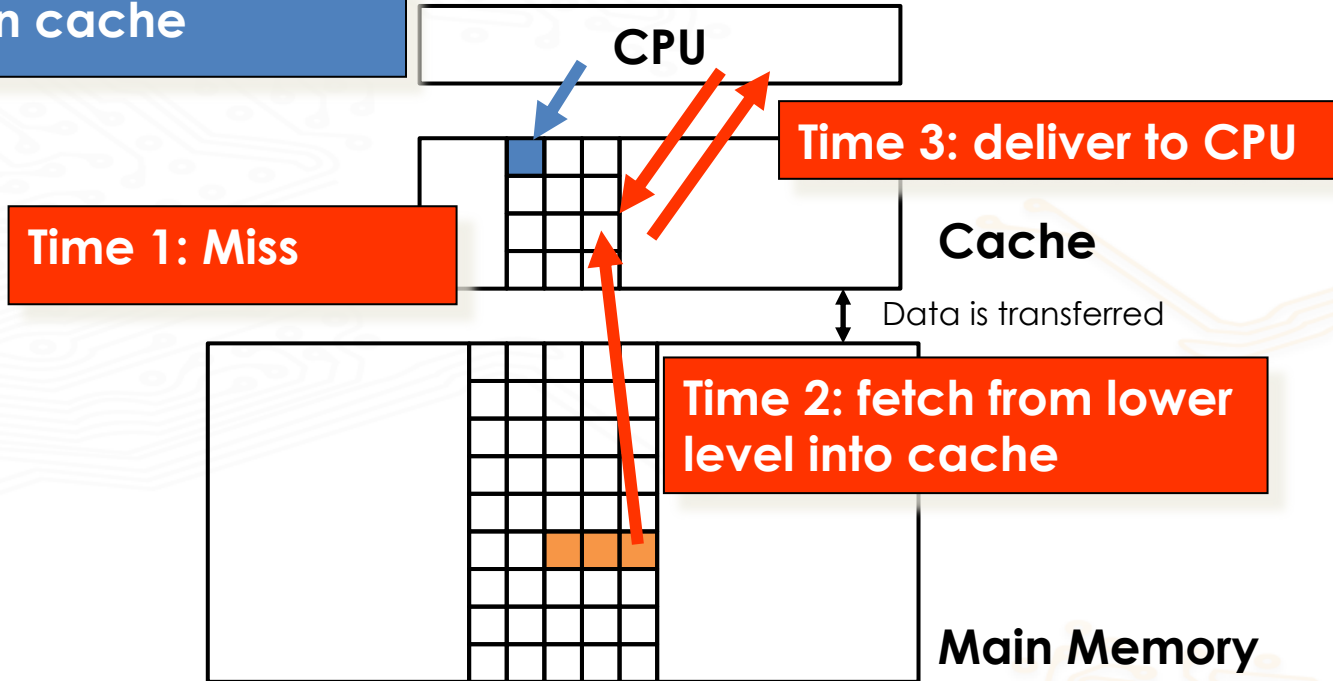 n cache
CPU
Time 3: deliver to CPU
Time 1: Miss
Cache
Data is transferred
Time 2: fetch from lower
level into cache
Main Memory